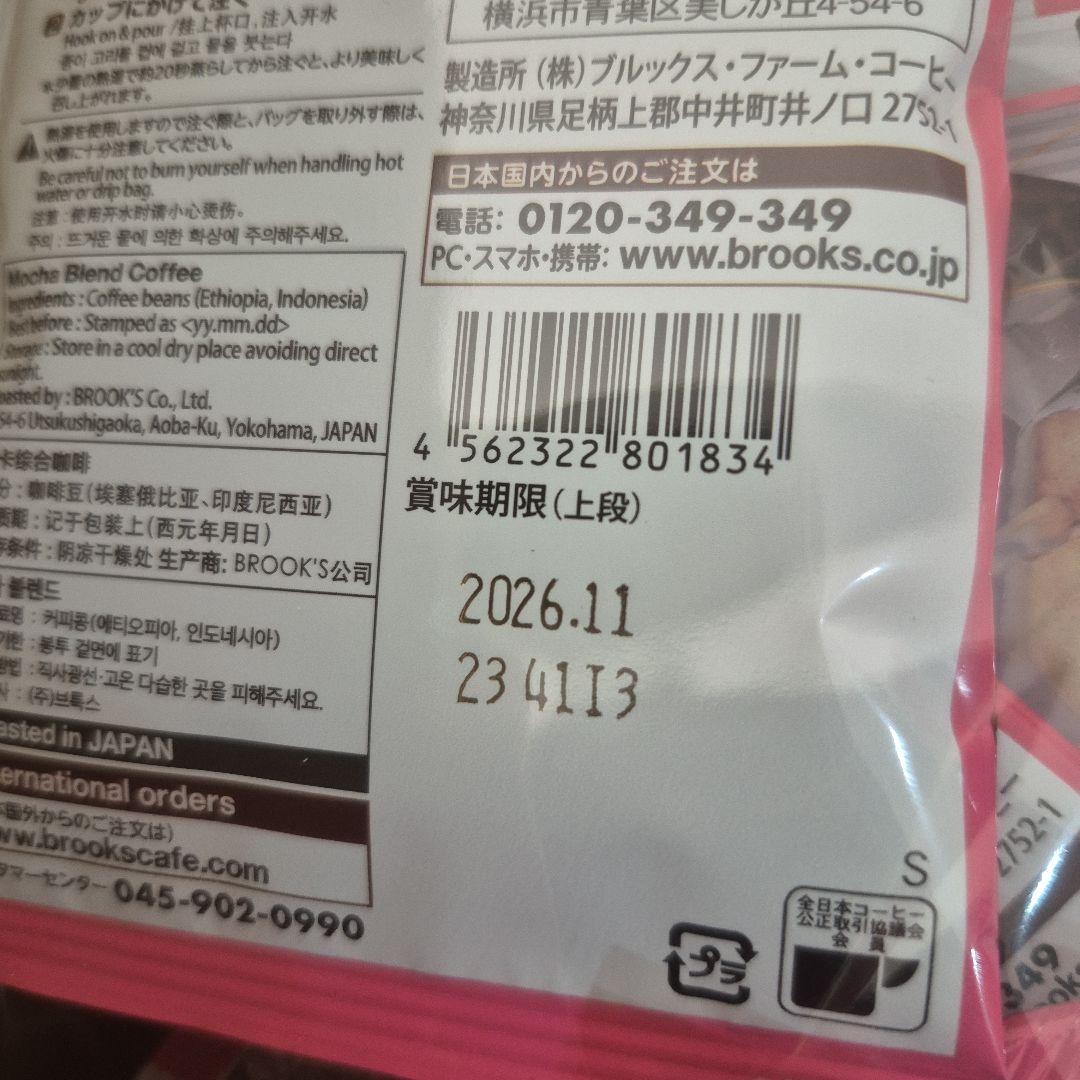 カップにかけて注ぐ
Hook on & pour /挂上杯口、注入开水
종이 고리를 컵에 걸고 물을 붓는다
※少量の熱湯で約20秒蒸らしてから注ぐと、より美味しく
召し上がれます。
熱湯を使用しますので注ぐ際と、バッグを取り外す際は、
火傷に十分注意してください。
Be careful not to burn yourself when handling hot
water or drip bag.
注意：使用开水时请小心烫伤。
주의 : 뜨거운 물에 의한 화상에 주의해주세요.
Mocha Blend Coffee
Ingredients : Coffee beans (Ethiopia, Indonesia)
Best before : Stamped as <yy.mm.dd>
Storage : Store in a cool dry place avoiding direct
sunlight.
oasted by : BROOK'S Co., Ltd.
54-6 Utsukushigaoka, Aoba-Ku, Yokohama, JAPAN
卡综合咖啡
分：咖啡豆(埃塞俄比亚、印度尼西亚)
质期：记于包装上(西元年月日)
存条件：阴凉干燥处 生产商: BROOK'S公司
블렌드
료명 : 커피콩(에티오피아, 인도네시아)
기한 : 봉투 겉면에 표기
방법 : 직사광선·고온 다습한 곳을 피해주세요.
사 : (주)브룩스
asted in JAPAN
ernational orders
国外からのご注文は)
ww.brookscafe.com
タマーセンター 045-902-0990
横浜市青葉区美しが丘4-54-6
製造所 (株)ブルックス・ファーム・コーヒー
神奈川県足柄上郡中井町井ノ口 2752-1
日本国内からのご注文は
電話: 0120-349-349
PC・スマホ・携帯: www.brooks.co.jp
4 562322 801834
賞味期限(上段)
2026.11
23 41I3
S
プラ
全日本コーヒー
公正取引協議会
会員
2752-1
349